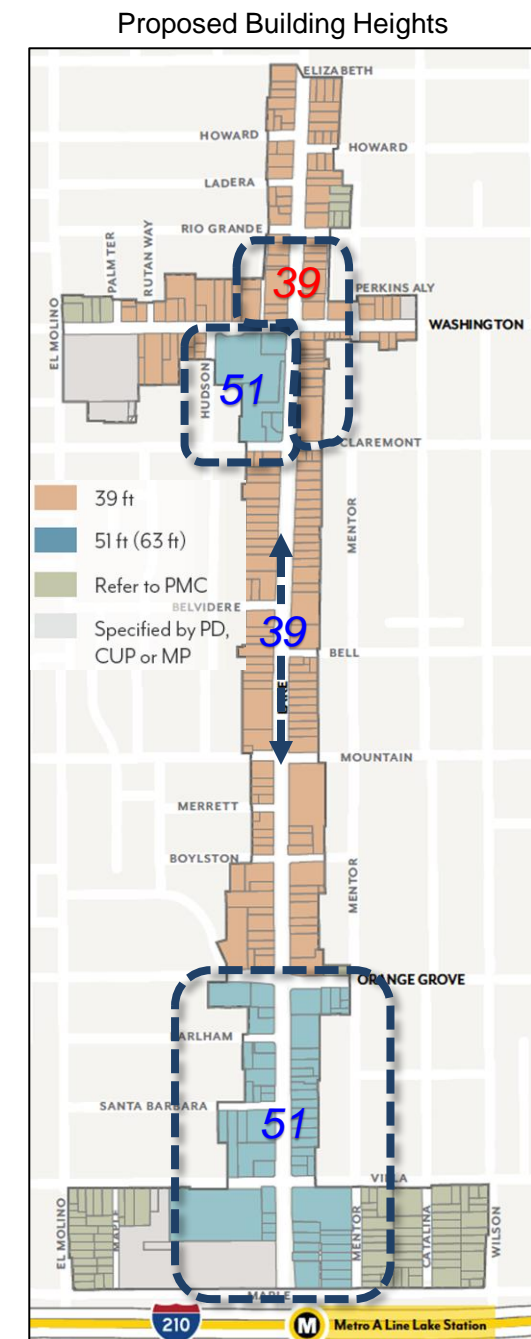 Proposed Building Heights
ELIZABETH
HOWARD
HOWARD
LADERA
RIO GRANDE
PALM TER
RUTAN WAY
39
PERKINS ALY
EL MOLINO
WASHINGTON
HUDSON
51
CLAREMONT
39 ft
51 ft (63 ft)
Refer to PMC
Specified by PD,
CUP or MP
MENTOR
BELVIDERE
39
BELL
MOUNTAIN
MERRETT
BOYLSTON
MENTOR
ORANGE GROVE
SANTA BARBARA
51
EL MOLINO
MENTOR
CATALINA
WILSON
MAPLE
210
M
Metro A Line Lake Station